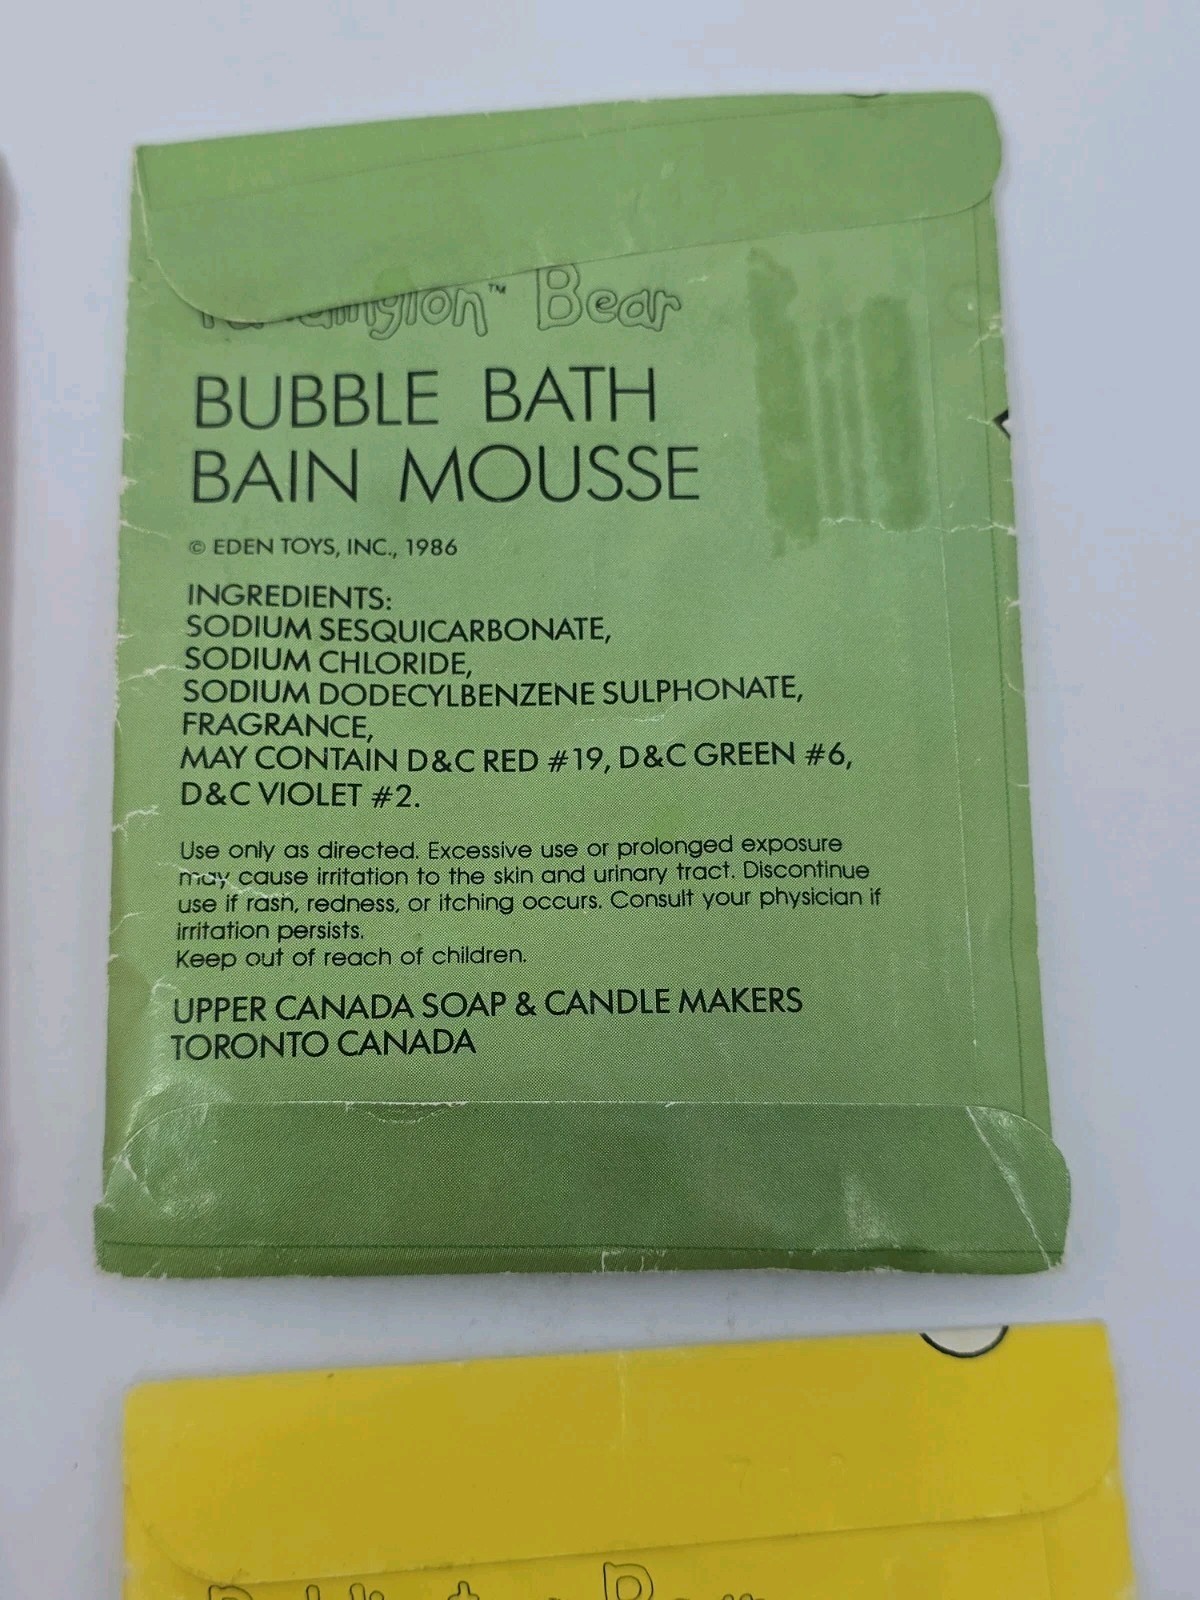 Paddington™ Bear
BUBBLE BATH
BAIN MOUSSE
© EDEN TOYS, INC., 1986
INGREDIENTS:
SODIUM SESQUICARBONATE,
SODIUM CHLORIDE,
SODIUM DODECYLBENZENE SULPHONATE,
FRAGRANCE,
MAY CONTAIN D&C RED #19, D&C GREEN #6,
D&C VIOLET #2.
Use only as directed. Excessive use or prolonged exposure
may cause irritation to the skin and urinary tract. Discontinue
use if rash, redness, or itching occurs. Consult your physician if
irritation persists.
Keep out of reach of children.
UPPER CANADA SOAP & CANDLE MAKERS
TORONTO CANADA
Paddington Bear